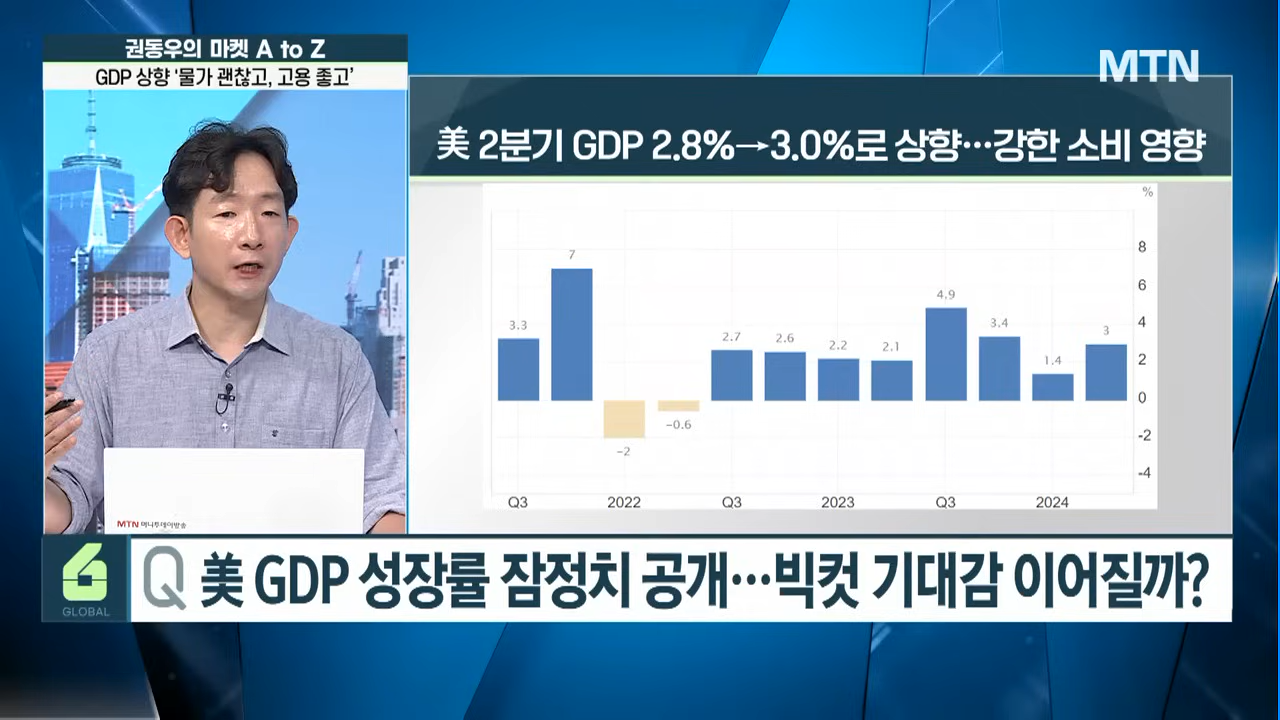 권동우의 마켓 A to Z
GDP 상향 '물가 괜찮고, 고용 좋고'
MTN
美 2분기 GDP 2.8%→3.0%로 상향…강한 소비 영향
%
8
6
4
2
0
-2
-4
3.3
7
-2
-0.6
2.7
2.6
2.2
2.1
4.9
3.4
1.4
3
Q3
2022
Q3
2023
Q3
2024
MTN 머니투데이방송
6
GLOBAL
Q 美 GDP 성장률 잠정치 공개…빅컷 기대감 이어질까?